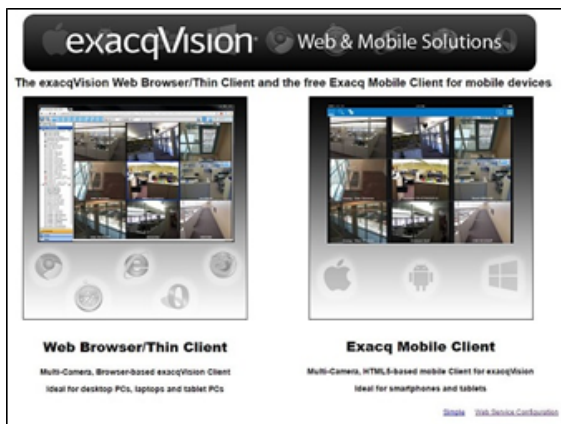 exacqVision Web & Mobile Solutions
The exacqVision Web Browser/Thin Client and the free Exacq Mobile Client for mobile devices
Web Browser/Thin Client
Multi-Camera, Browser-based exacqVision Client
Ideal for desktop PCs, laptops and tablet PCs
Exacq Mobile Client
Multi-Camera, HTML5-based mobile Client for exacqVision
Ideal for smartphones and tablets
Simple Web Service Configuration